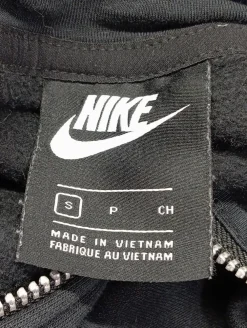 NIKE
S P CH
MADE IN VIETNAM
FABRIQUE AU VIETNAM